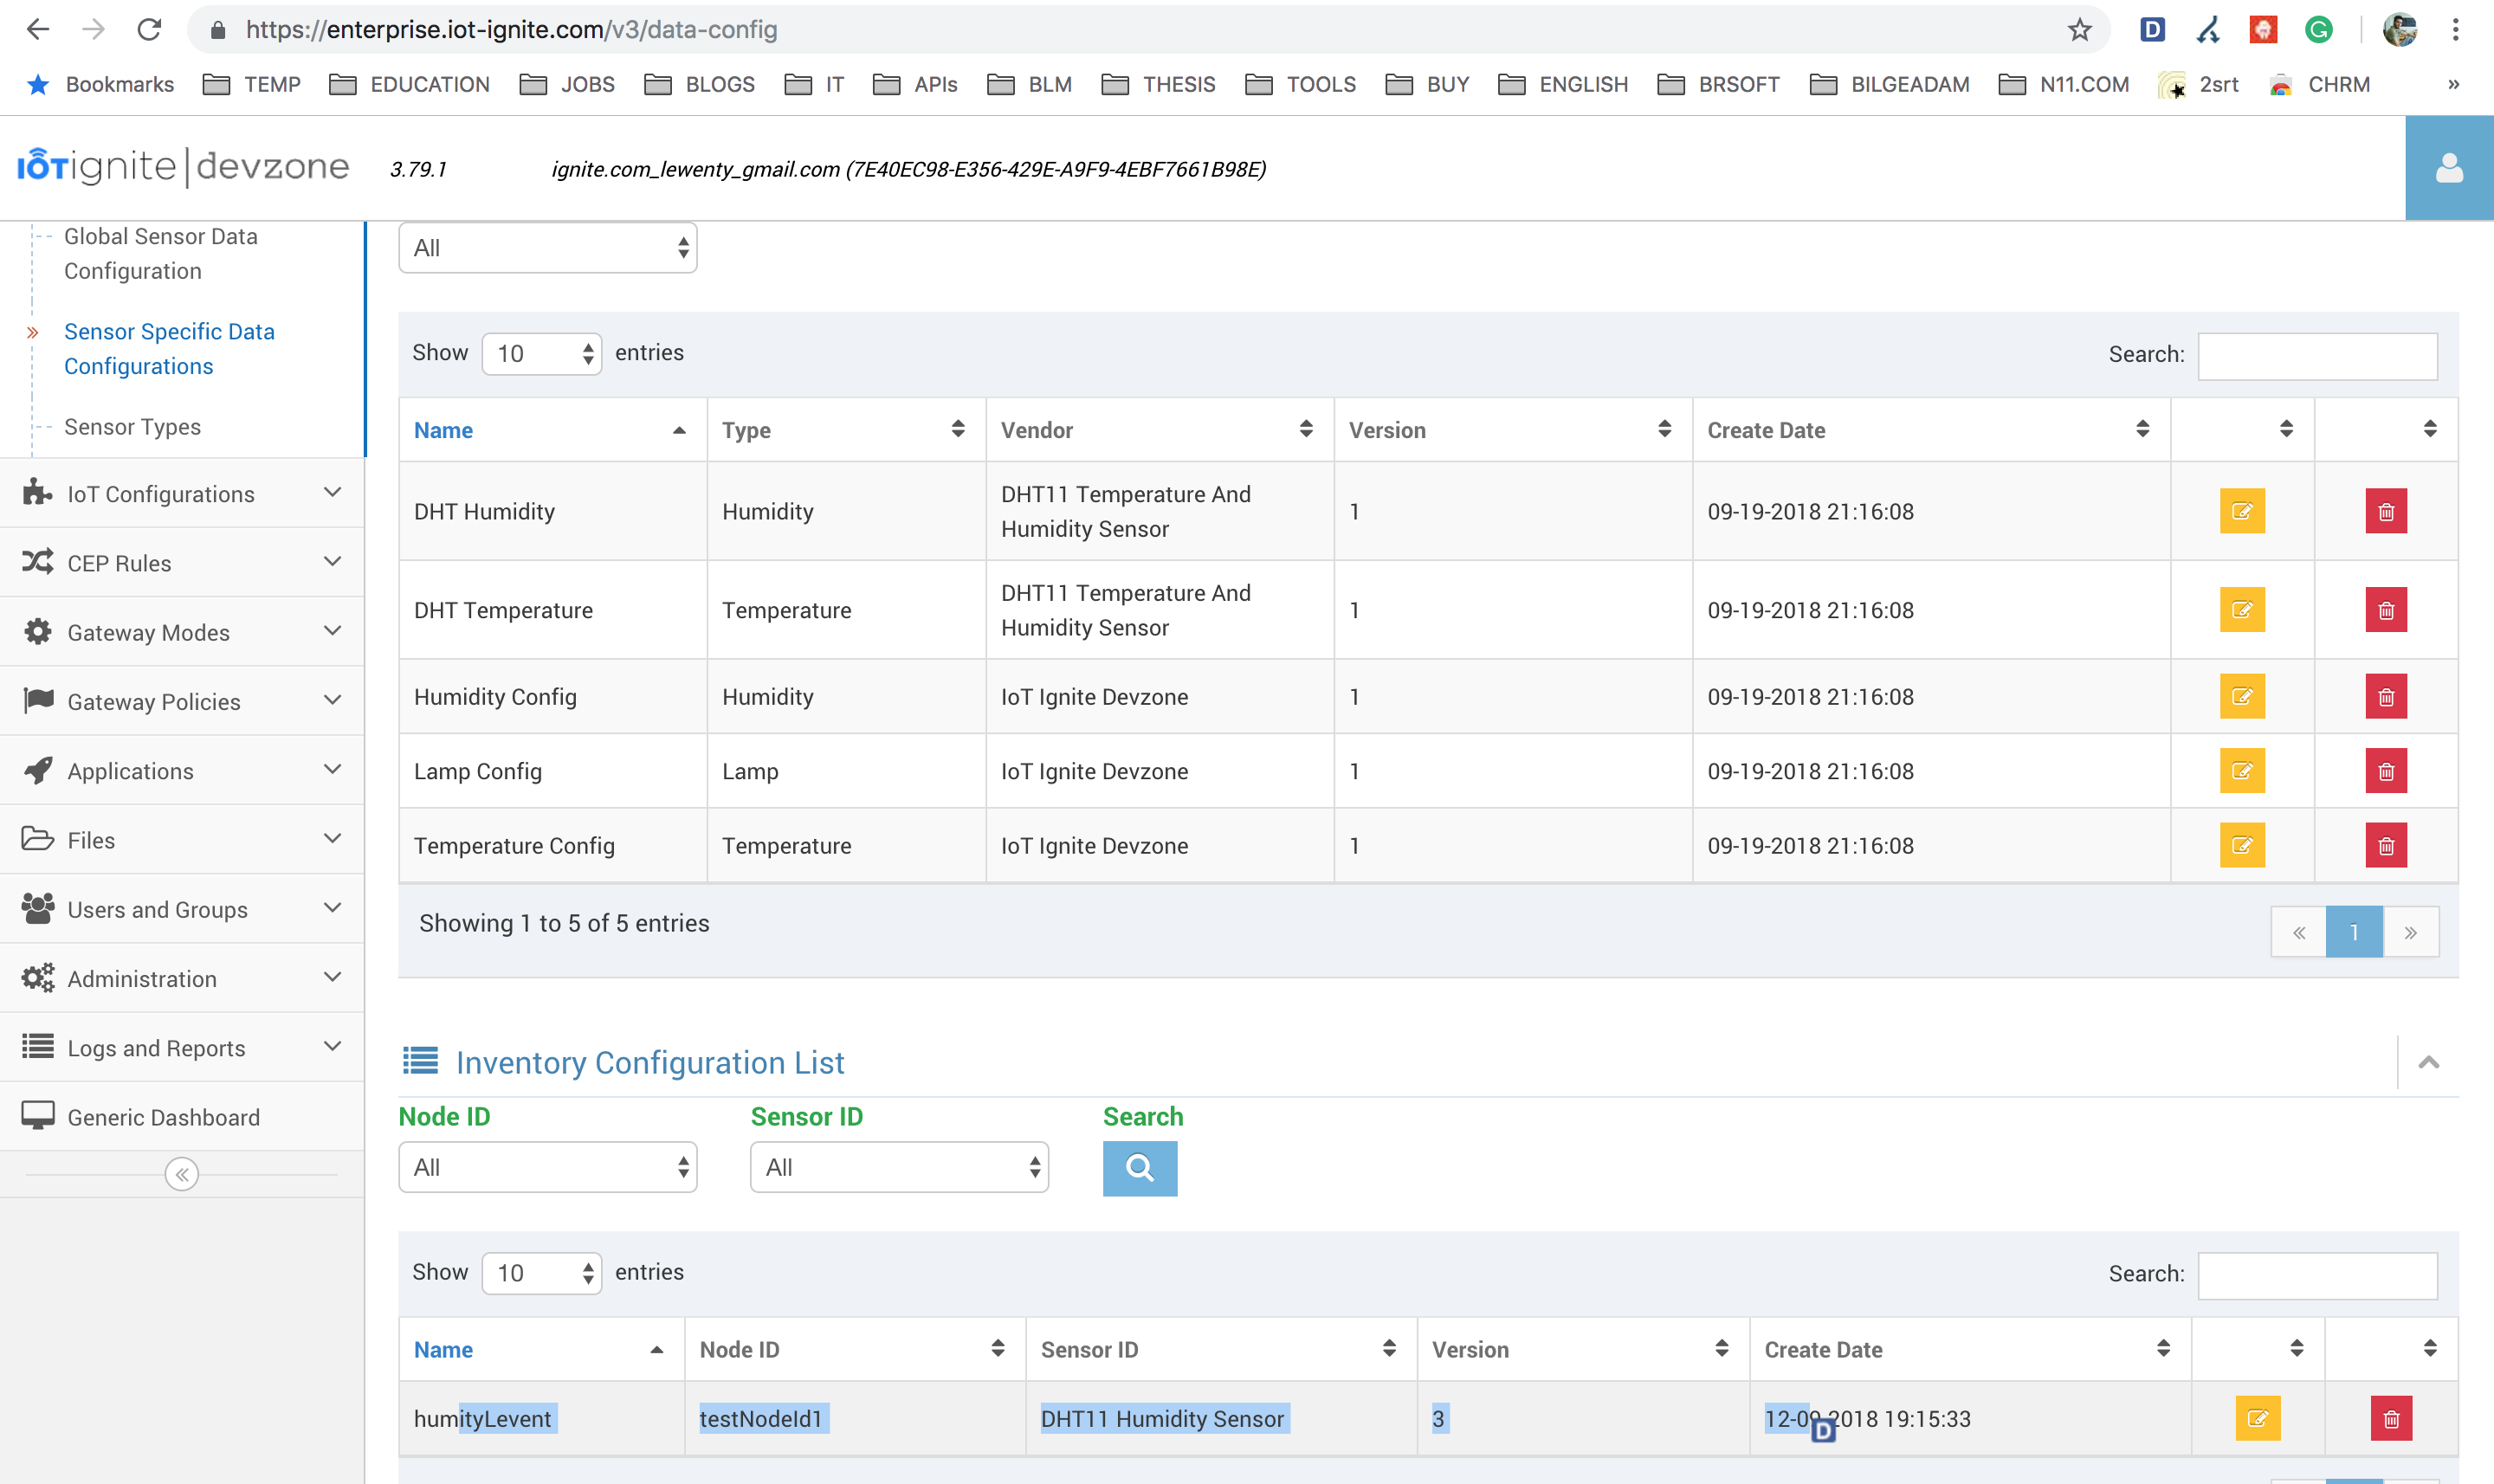 https://enterprise.iot-ignite.com/v3/data-config
Bookmarks TEMP EDUCATION JOBS BLOGS IT APIs BLM THESIS TOOLS BUY ENGLISH BRSOFT BILGEADAM N11.COM 2srt CHRM »
IOTignite|devzone 3.79.1 ignite.com_lewenty_gmail.com (7E40EC98-E356-429E-A9F9-4EBF7661B98E)
Global Sensor Data
Configuration
Sensor Specific Data
Configurations
Sensor Types
IoT Configurations
CEP Rules
Gateway Modes
Gateway Policies
Applications
Files
Users and Groups
Administration
Logs and Reports
Generic Dashboard
All
Show 10 entries Search:
Name Type Vendor Version Create Date
DHT Humidity Humidity DHT11 Temperature And Humidity Sensor 1 09-19-2018 21:16:08
DHT Temperature Temperature DHT11 Temperature And Humidity Sensor 1 09-19-2018 21:16:08
Humidity Config Humidity IoT Ignite Devzone 1 09-19-2018 21:16:08
Lamp Config Lamp IoT Ignite Devzone 1 09-19-2018 21:16:08
Temperature Config Temperature IoT Ignite Devzone 1 09-19-2018 21:16:08
Showing 1 to 5 of 5 entries « 1 »
Inventory Configuration List
Node ID Sensor ID Search
All All
Show 10 entries Search:
Name Node ID Sensor ID Version Create Date
humityLevent testNodeId1 DHT11 Humidity Sensor 3 12-09-2018 19:15:33
D